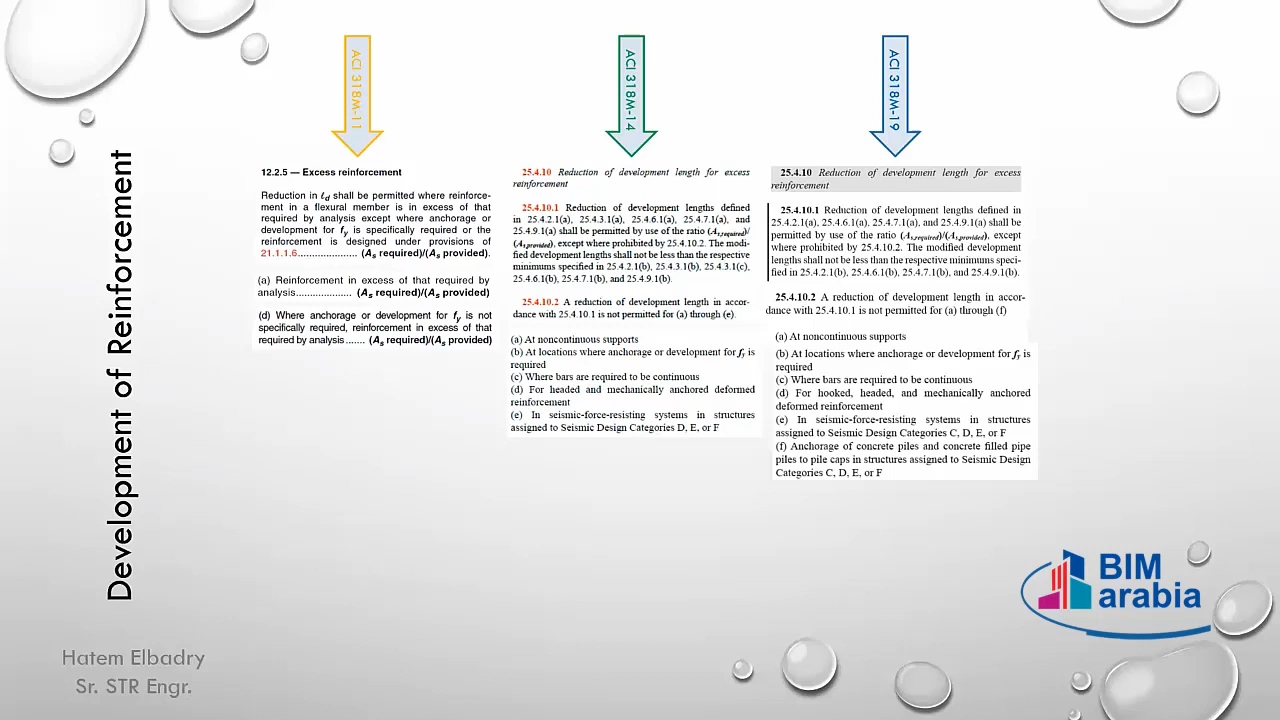 Development of Reinforcement
ACI 318M-11
12.2.5 — Excess reinforcement
Reduction in ℓd shall be permitted where reinforce-
ment in a flexural member is in excess of that
required by analysis except where anchorage or
development for fy is specifically required or the
reinforcement is designed under provisions of
21.1.1.6..................... (As required)/(As provided).
(a) Reinforcement in excess of that required by
analysis.................... (As required)/(As provided)
(d) Where anchorage or development for fy is not
specifically required, reinforcement in excess of that
required by analysis....... (As required)/(As provided)
ACI 318M-14
25.4.10 Reduction of development length for excess
reinforcement
25.4.10.1 Reduction of development lengths defined
in 25.4.2.1(a), 25.4.3.1(a), 25.4.6.1(a), 25.4.7.1(a), and
25.4.9.1(a) shall be permitted by use of the ratio (As,required)/
(As,provided), except where prohibited by 25.4.10.2. The modi-
fied development lengths shall not be less than the respective
minimums specified in 25.4.2.1(b), 25.4.3.1(b), 25.4.3.1(c),
25.4.6.1(b), 25.4.7.1(b), and 25.4.9.1(b).
25.4.10.2 A reduction of development length in accor-
dance with 25.4.10.1 is not permitted for (a) through (e).
(a) At noncontinuous supports
(b) At locations where anchorage or development for fy is
required
(c) Where bars are required to be continuous
(d) For headed and mechanically anchored deformed
reinforcement
(e) In seismic-force-resisting systems in structures
assigned to Seismic Design Categories D, E, or F
ACI 318M-19
25.4.10 Reduction of development length for excess
reinforcement
25.4.10.1 Reduction of development lengths defined in
25.4.2.1(a), 25.4.6.1(a), 25.4.7.1(a), and 25.4.9.1(a) shall be
permitted by use of the ratio (As,required)/(As,provided), except
where prohibited by 25.4.10.2. The modified development
lengths shall not be less than the respective minimums speci-
fied in 25.4.2.1(b), 25.4.6.1(b), 25.4.7.1(b), and 25.4.9.1(b).
25.4.10.2 A reduction of development length in accor-
dance with 25.4.10.1 is not permitted for (a) through (f)
(a) At noncontinuous supports
(b) At locations where anchorage or development for fy is
required
(c) Where bars are required to be continuous
(d) For hooked, headed, and mechanically anchored
deformed reinforcement
(e) In seismic-force-resisting systems in structures
assigned to Seismic Design Categories C, D, E, or F
(f) Anchorage of concrete piles and concrete filled pipe
piles to pile caps in structures assigned to Seismic Design
Categories C, D, E, or F
BIM
arabia
Hatem Elbadry
Sr. STR Engr.